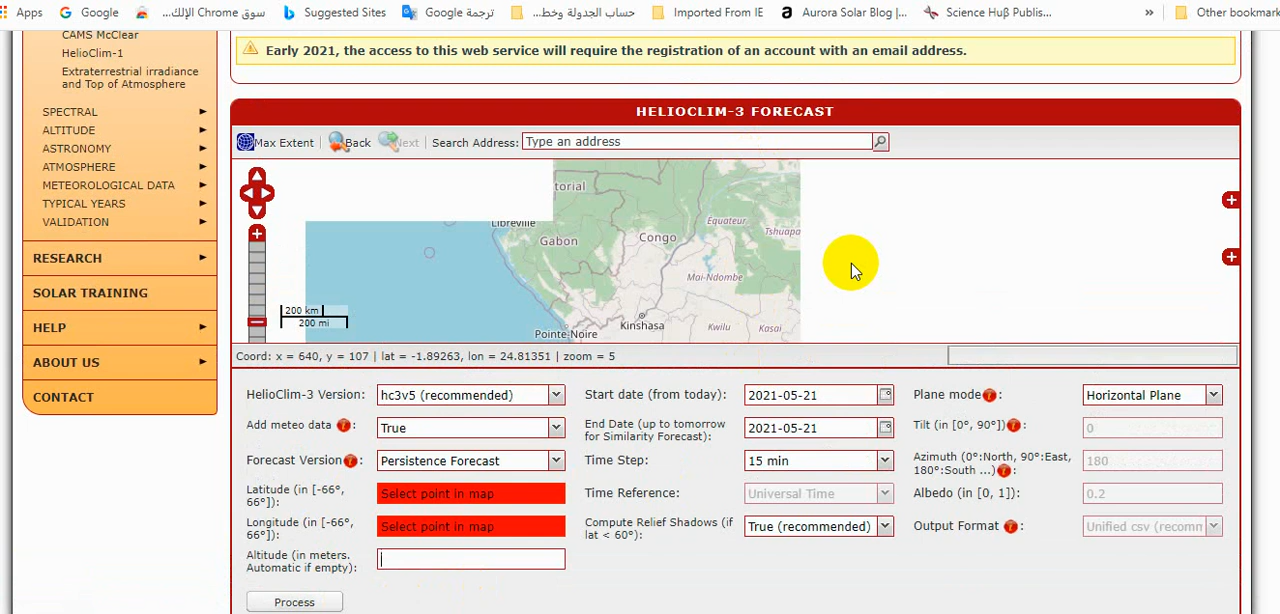 Apps
Google
سوق Chrome الإلك...
Suggested Sites
ترجمة Google
حساب الجدولة وخط...
Imported From IE
Aurora Solar Blog |...
Science Huβ Publis...
»
Other bookmark
CAMS McClear
HelioClim-1
Extraterrestrial irradiance
and Top of Atmosphere
SPECTRAL
ALTITUDE
ASTRONOMY
ATMOSPHERE
METEOROLOGICAL DATA
TYPICAL YEARS
VALIDATION
RESEARCH
SOLAR TRAINING
HELP
ABOUT US
CONTACT
Early 2021, the access to this web service will require the registration of an account with an email address.
HELIOCLIM-3 FORECAST
Max Extent | Back Next | Search Address: Type an address
torial
Libreville
Gabon
Congo
Équateur
Tshuapa
Mai-Ndombe
Pointe-Noire
Kinshasa
Kwilu
Kasai
200 km
200 mi
Coord: x = 640, y = 107 | lat = -1.89263, lon = 24.81351 | zoom = 5
HelioClim-3 Version: hc3v5 (recommended)
Add meteo data : True
Forecast Version : Persistence Forecast
Latitude (in [-66°,
66°]): Select point in map
Longitude (in [-66°,
66°]): Select point in map
Altitude (in meters.
Automatic if empty):
Process
Start date (from today): 2021-05-21
End Date (up to tomorrow
for Similarity Forecast): 2021-05-21
Time Step: 15 min
Time Reference: Universal Time
Compute Relief Shadows (if
lat < 60°): True (recommended)
Plane mode : Horizontal Plane
Tilt (in [0°, 90°]) : 0
Azimuth (0°:North, 90°:East,
180°:South ...) : 180
Albedo (in [0, 1]): 0.2
Output Format : Unified csv (recomn